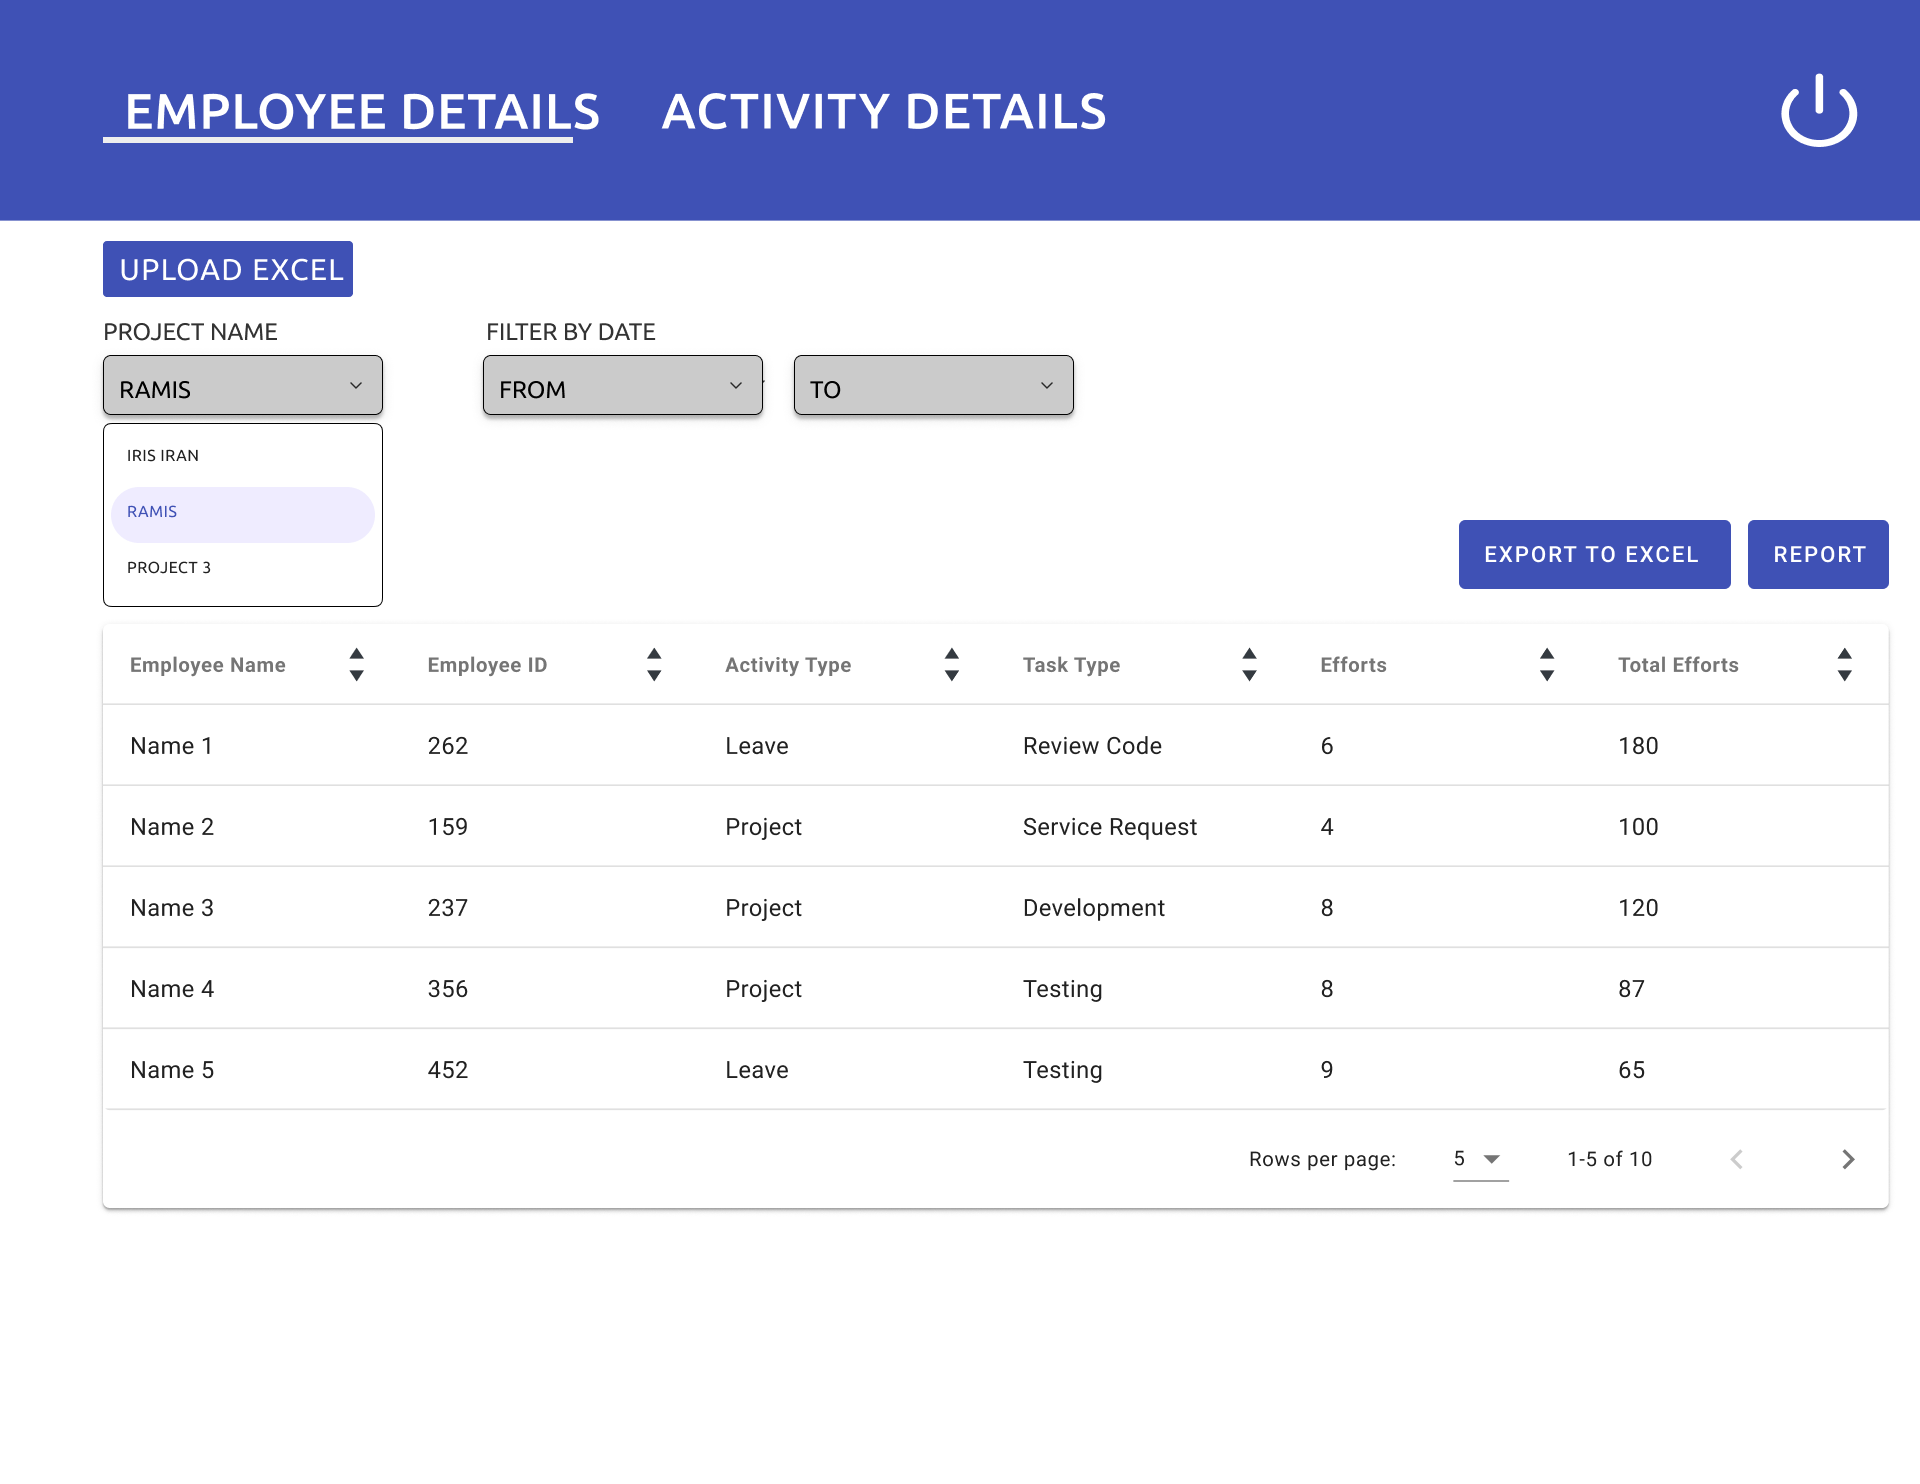 EMPLOYEE DETAILS ACTIVITY DETAILS
UPLOAD EXCEL
PROJECT NAME FILTER BY DATE
RAMIS FROM TO
IRIS IRAN
RAMIS
PROJECT 3
EXPORT TO EXCEL REPORT
Employee Name Employee ID Activity Type Task Type Efforts Total Efforts
Name 1 262 Leave Review Code 6 180
Name 2 159 Project Service Request 4 100
Name 3 237 Project Development 8 120
Name 4 356 Project Testing 8 87
Name 5 452 Leave Testing 9 65
Rows per page: 5 1-5 of 10